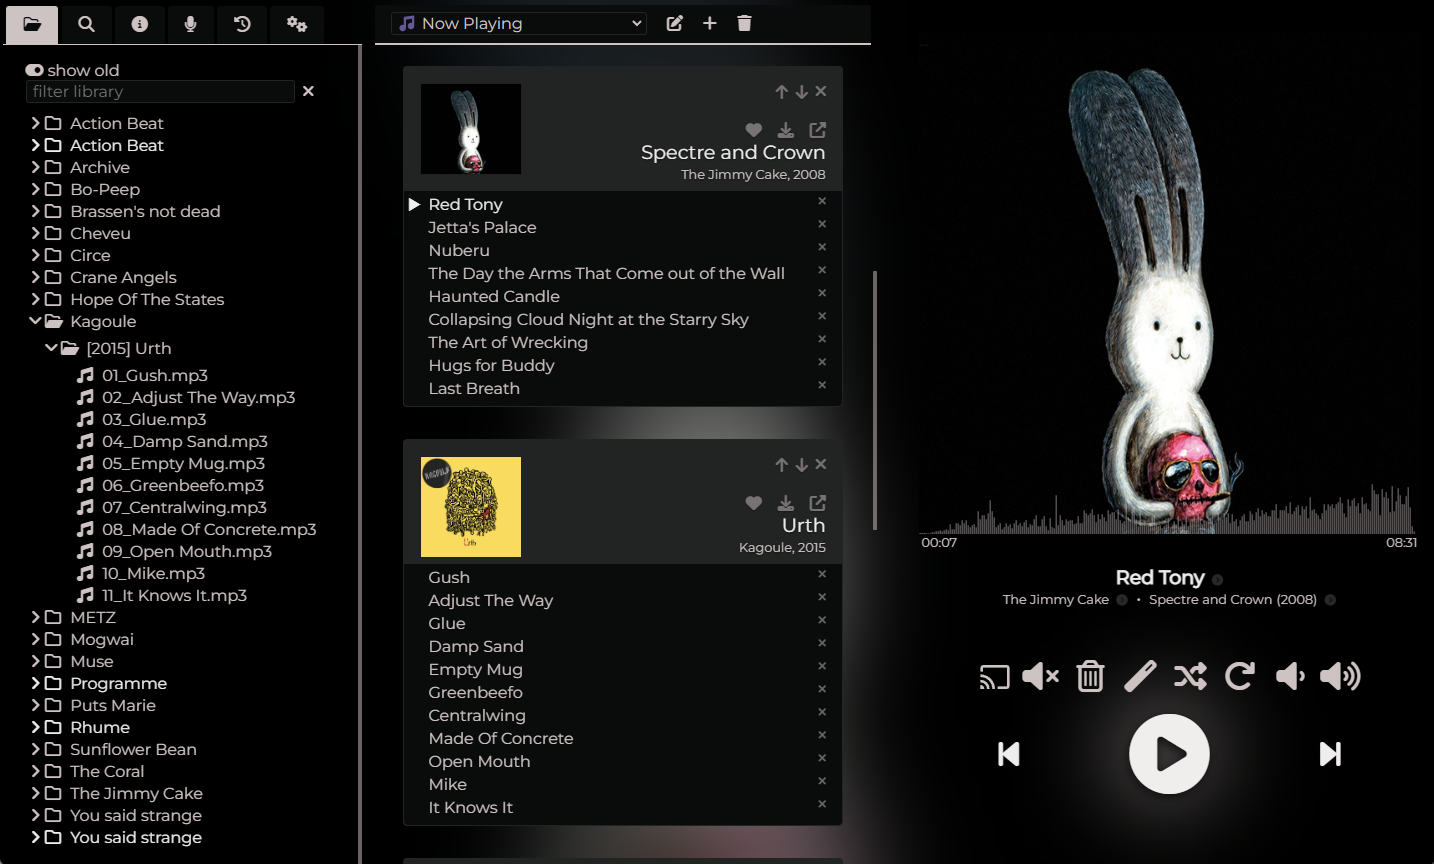 show old
filter library
Action Beat
Action Beat
Archive
Bo-Peep
Brassen's not dead
Cheveu
Circe
Crane Angels
Hope Of The States
Kagoule
[2015] Urth
01_Gush.mp3
02_Adjust The Way.mp3
03_Glue.mp3
04_Damp Sand.mp3
05_Empty Mug.mp3
06_Greenbeefo.mp3
07_Centralwing.mp3
08_Made Of Concrete.mp3
09_Open Mouth.mp3
10_Mike.mp3
11_It Knows It.mp3
METZ
Mogwai
Muse
Programme
Puts Marie
Rhume
Sunflower Bean
The Coral
The Jimmy Cake
You said strange
You said strange
Now Playing
Spectre and Crown
The Jimmy Cake, 2008
Red Tony
Jetta's Palace
Nuberu
The Day the Arms That Come out of the Wall
Haunted Candle
Collapsing Cloud Night at the Starry Sky
The Art of Wrecking
Hugs for Buddy
Last Breath
KAGOULE
Urth
Urth
Kagoule, 2015
Gush
Adjust The Way
Glue
Damp Sand
Empty Mug
Greenbeefo
Centralwing
Made Of Concrete
Open Mouth
Mike
It Knows It
00:07
08:31
Red Tony
The Jimmy Cake • Spectre and Crown (2008)